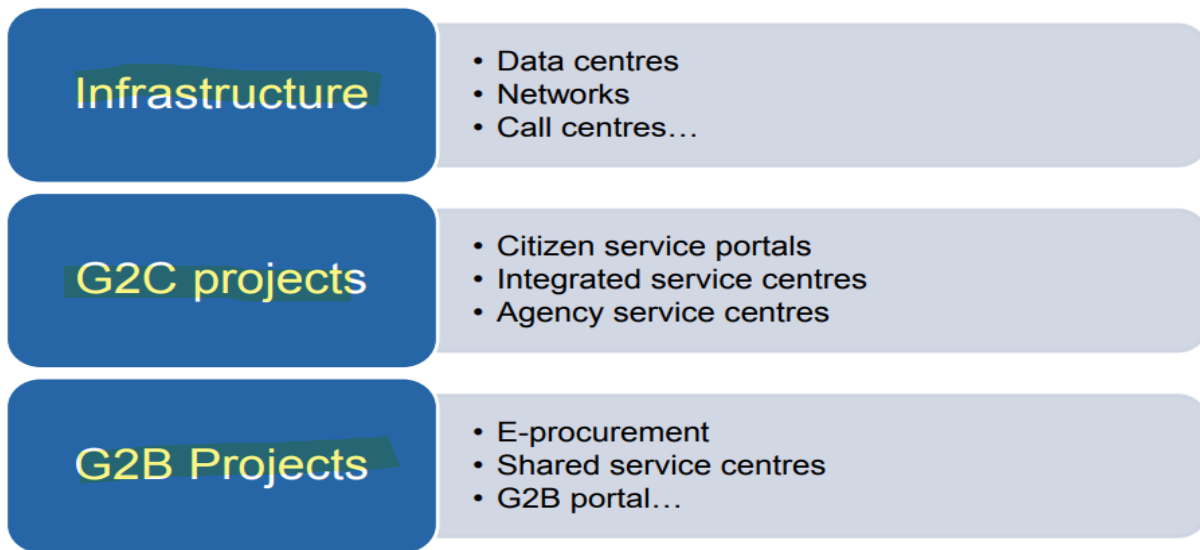 Infrastructure
• Data centres
• Networks
• Call centres…
G2C projects
• Citizen service portals
• Integrated service centres
• Agency service centres
G2B Projects
• E-procurement
• Shared service centres
• G2B portal…